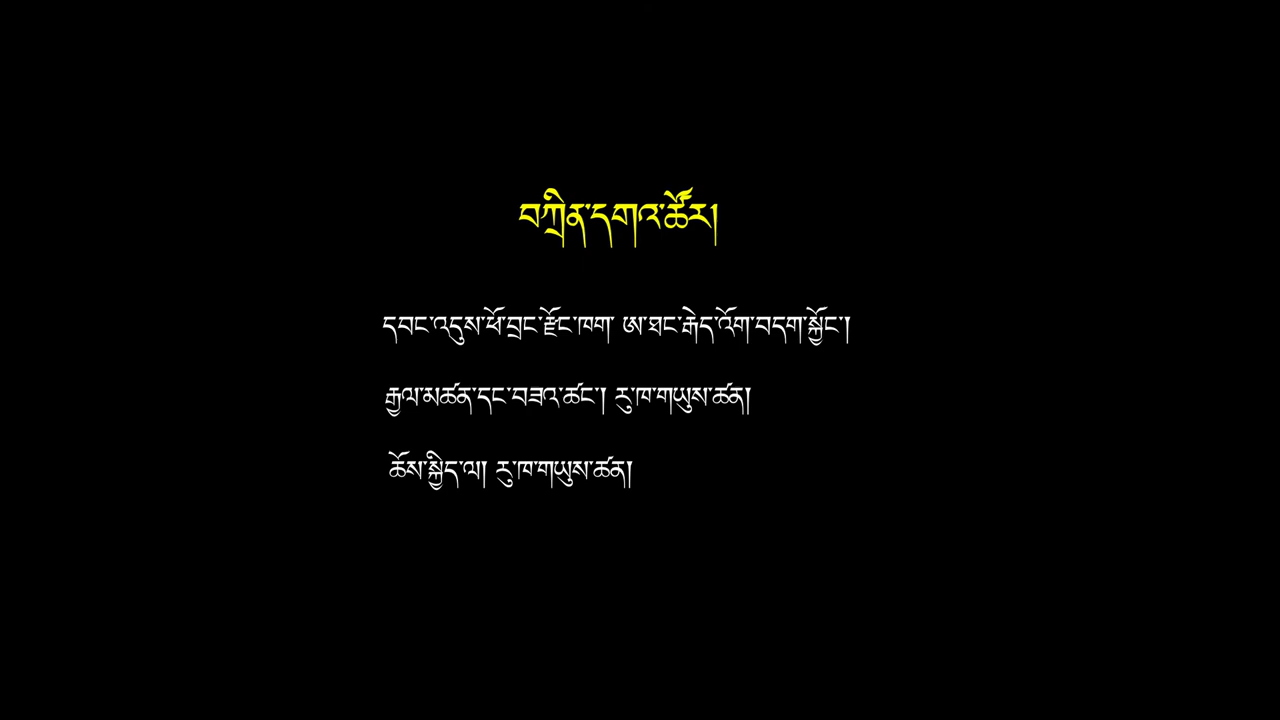 བཀྲིན་དགའ་ཚོོར།
དབང་འདུས་ཕོ་བྲང་རྫོང་ཁག་ ཨ་ཐང་རྒེད་འོག་བདག་སྐྱོང་།
རྒྱལ་མཚན་དང་བཟའ་ཚང་། རུ་ཁ་གཡུས་ཚན།
ཆོས་སྐྱིད་ལ། རུ་ཁ་གཡུས་ཚན།